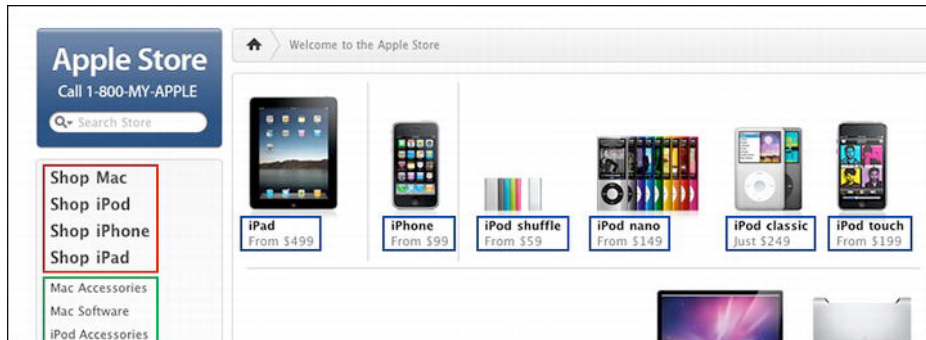 Apple Store
Call 1-800-MY-APPLE
Search Store
Welcome to the Apple Store
Shop Mac
Shop iPod
Shop iPhone
Shop iPad
Mac Accessories
Mac Software
iPod Accessories
iPad
From $499
iPhone
From $99
iPod shuffle
From $59
iPod nano
From $149
iPod classic
Just $249
iPod touch
From $199